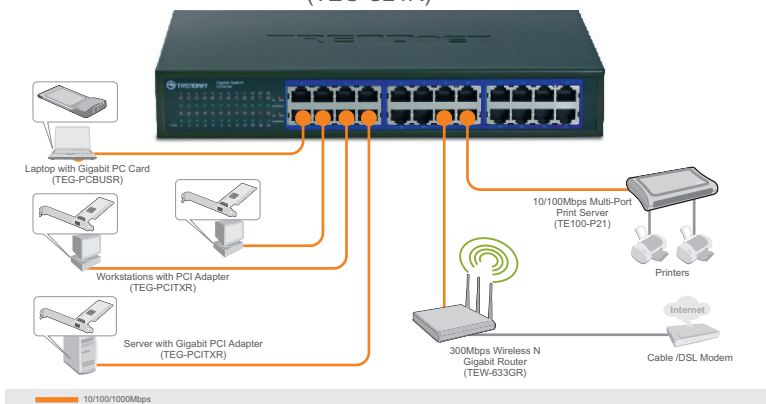 TRENDNET
TRENDNET
Laptop with Gigabit PC Card
(TEG-PCBUSR)
10/100Mbps Multi-Port
Print Server
(TE100-P21)
Workstations with PCI Adapter
(TEG-PCITXR)
Printers
Internet
Server with Gigabit PCI Adapter
(TEG-PCITXR)
300Mbps Wireless N
Gigabit Router
(TEW-633GR)
Cable /DSL Modem
10/100/1000Mbps